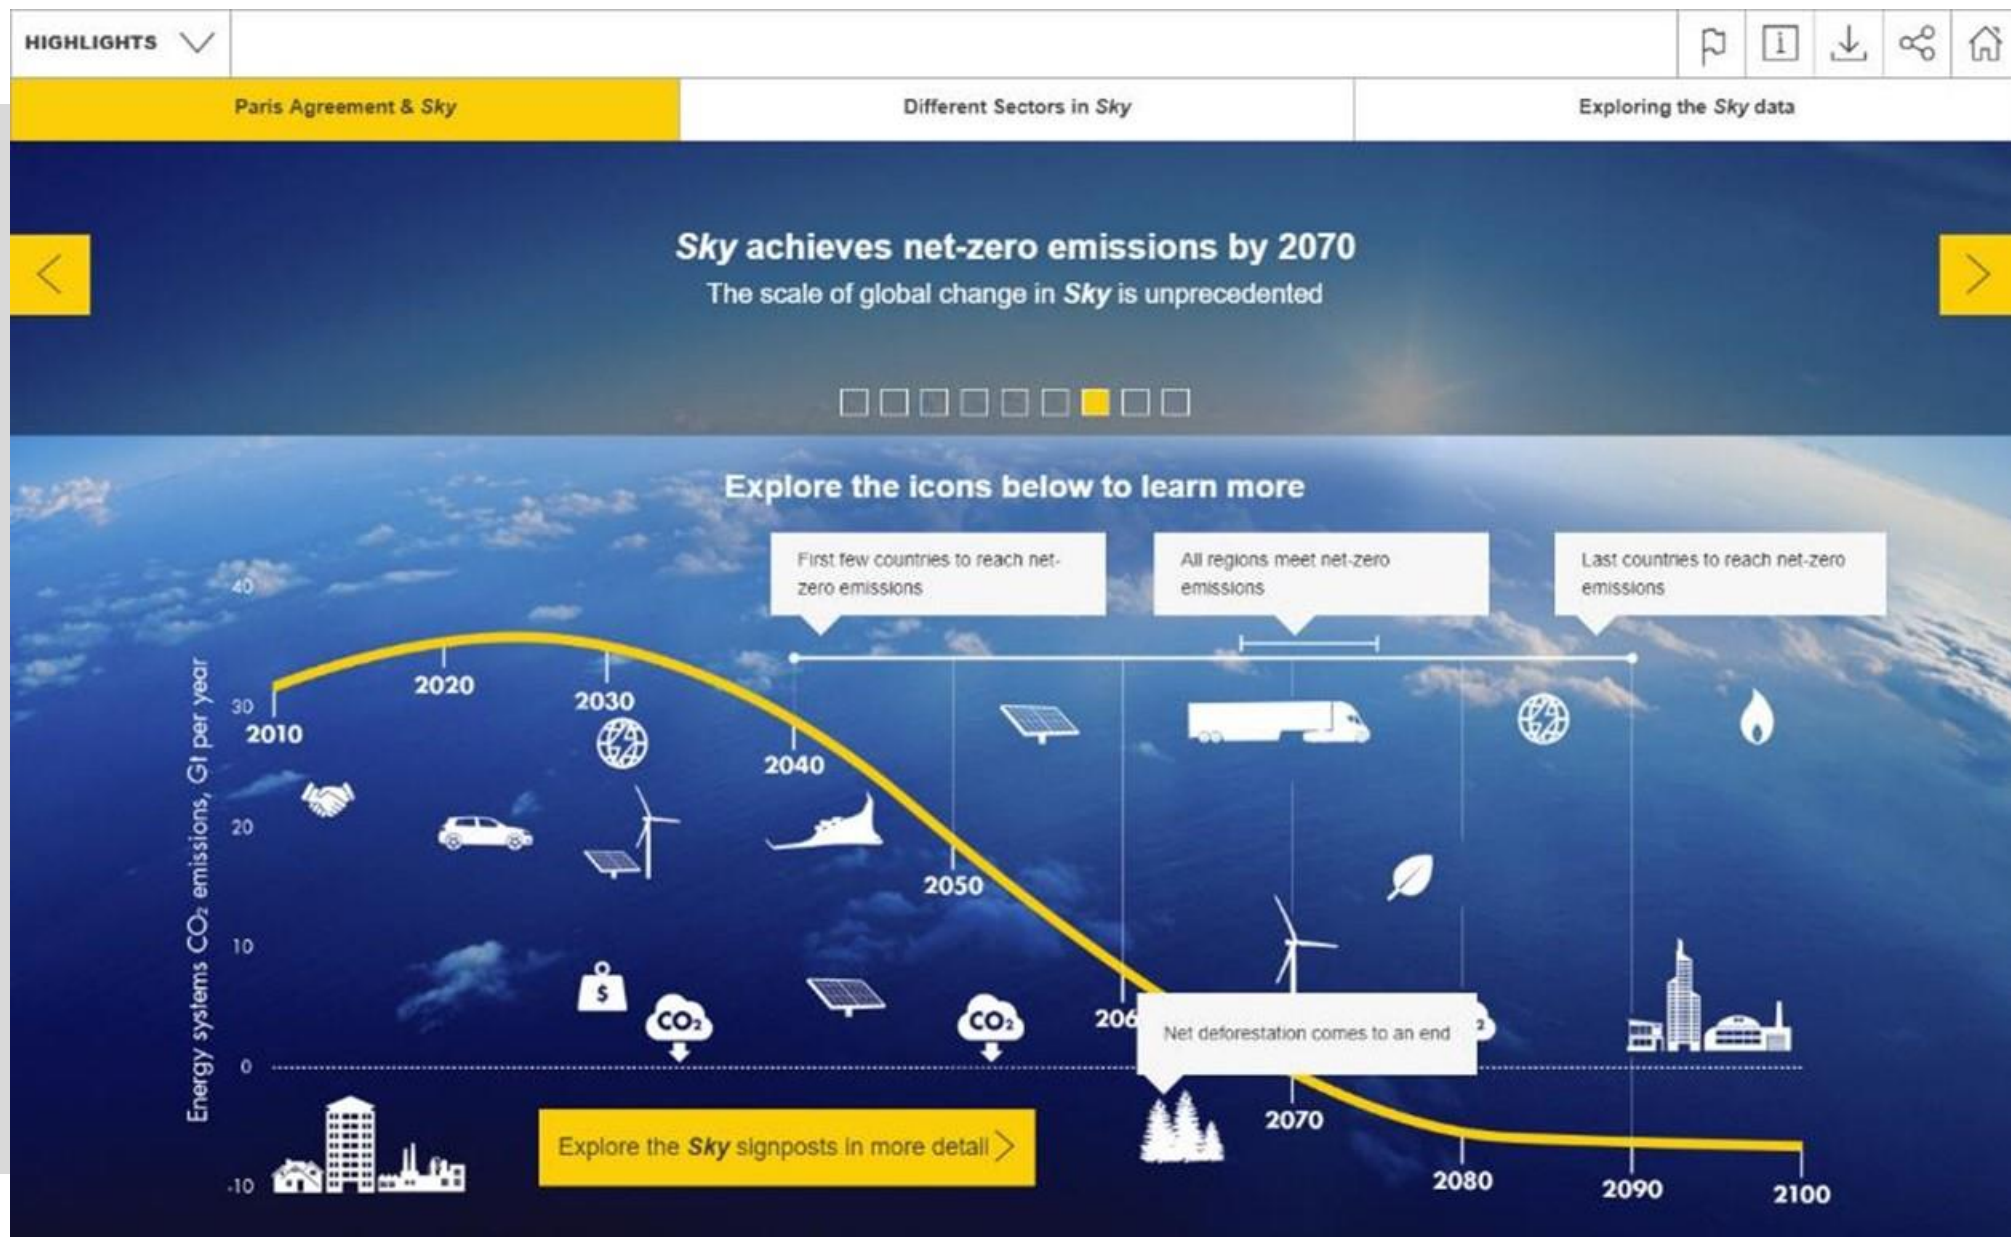 HIGHLIGHTS
Paris Agreement & Sky
Different Sectors in Sky
Exploring the Sky data
Sky achieves net-zero emissions by 2070
The scale of global change in Sky is unprecedented
Explore the icons below to learn more
First few countries to reach net-
zero emissions
All regions meet net-zero
emissions
Last countries to reach net-zero
emissions
Energy systems CO₂ emissions, Gt per year
40
30
20
10
0
-10
2010
2020
2030
2040
2050
206
2070
2080
2090
2100
$
CO₂
CO₂
2
Net deforestation comes to an end
Explore the Sky signposts in more detail